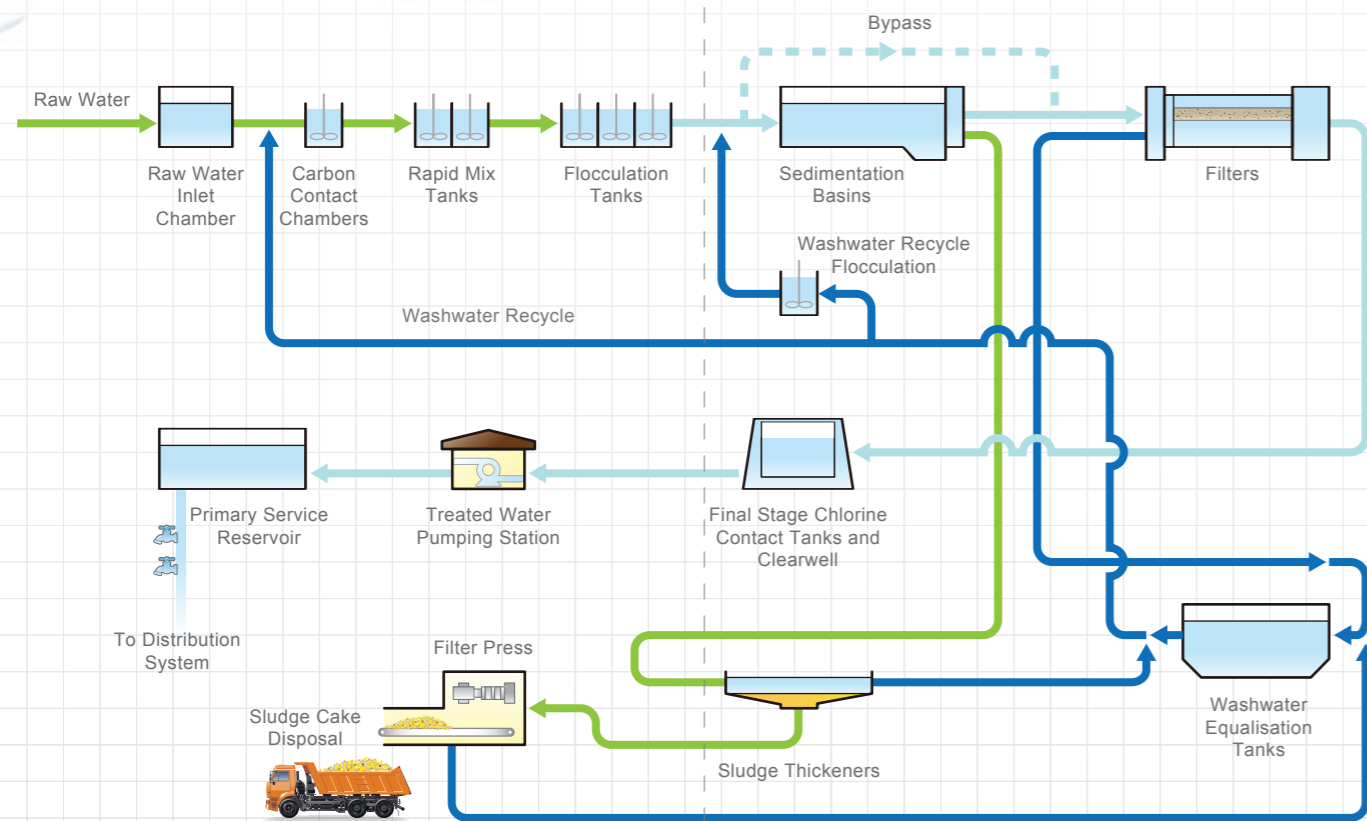 Bypass
Raw Water
Raw Water
Inlet
Chamber
Carbon
Contact
Chambers
Rapid Mix
Tanks
Flocculation
Tanks
Sedimentation
Basins
Filters
Washwater Recycle
Flocculation
Washwater Recycle
Primary Service
Reservoir
Treated Water
Pumping Station
Final Stage Chlorine
Contact Tanks and
Clearwell
To Distribution
System
Filter Press
Sludge Cake
Disposal
Sludge Thickeners
Washwater
Equalisation
Tanks